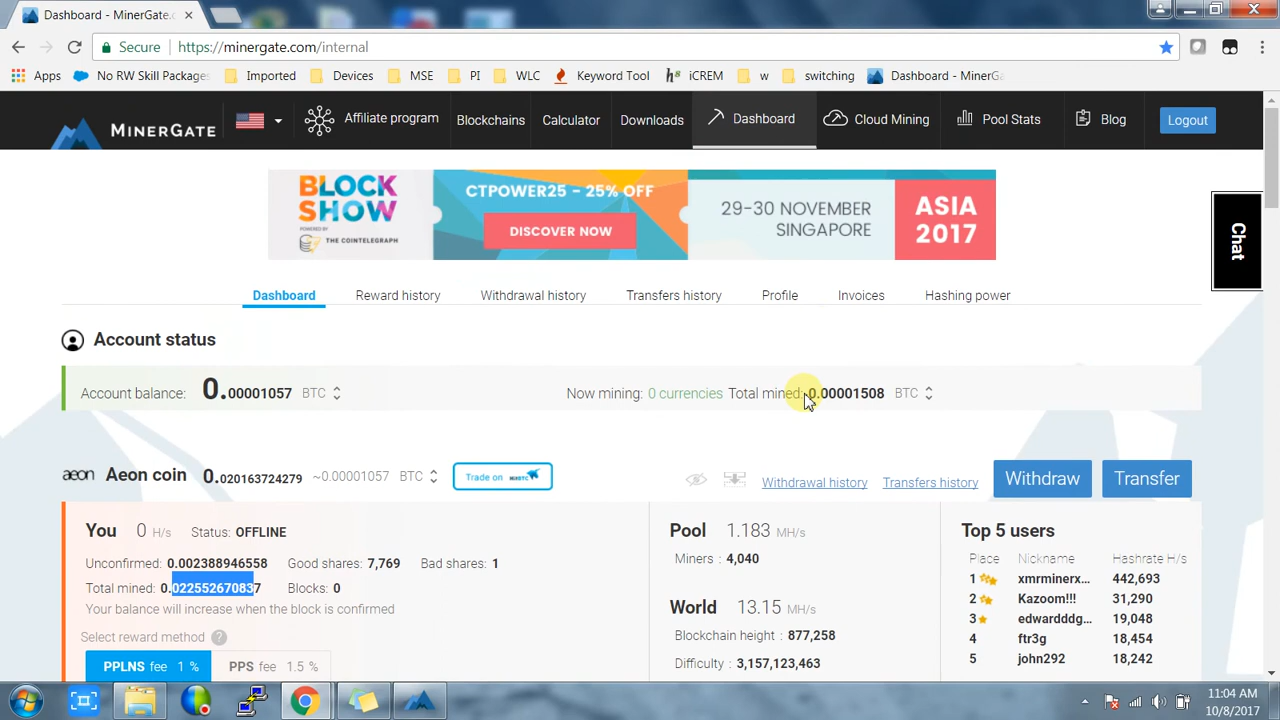 Dashboard - MinerGate.c
Secure https://minergate.com/internal
Apps No RW Skill Package Imported Devices MSE PI WLC Keyword Tool iCREM w switching Dashboard - MinerGa
MINERGATE Affiliate program Blockchains Calculator Downloads Dashboard Cloud Mining Pool Stats Blog Logout
BLOCK SHOW
POWERED BY THE COINTELEGRAPH
CTPOWER25 - 25% OFF
DISCOVER NOW
29-30 NOVEMBER
SINGAPORE
ASIA
2017
Chat
Dashboard Reward history Withdrawal history Transfers history Profile Invoices Hashing power
Account status
Account balance: 0.00001057 BTC Now mining: 0 currencies Total mined: 0.00001508 BTC
aeon Aeon coin 0.020163724279 ~0.00001057 BTC Trade on Withdrawal history Transfers history Withdraw Transfer
You 0 H/s Status: OFFLINE
Unconfirmed: 0.002388946558 Good shares: 7,769 Bad shares: 1
Total mined: 0.022552670837 Blocks: 0
Your balance will increase when the block is confirmed
Select reward method ?
PPLNS fee 1 % PPS fee 1.5 %
Pool 1.183 MH/s
Miners : 4,040
World 13.15 MH/s
Blockchain height : 877,258
Difficulty : 3,157,123,463
Top 5 users
Place Nickname Hashrate H/s
1 xmrminerx... 442,693
2 Kazoom!!! 31,290
3 edwarddg... 19,048
4 ftr3g 18,454
5 john292 18,242
11:04 AM
10/8/2017